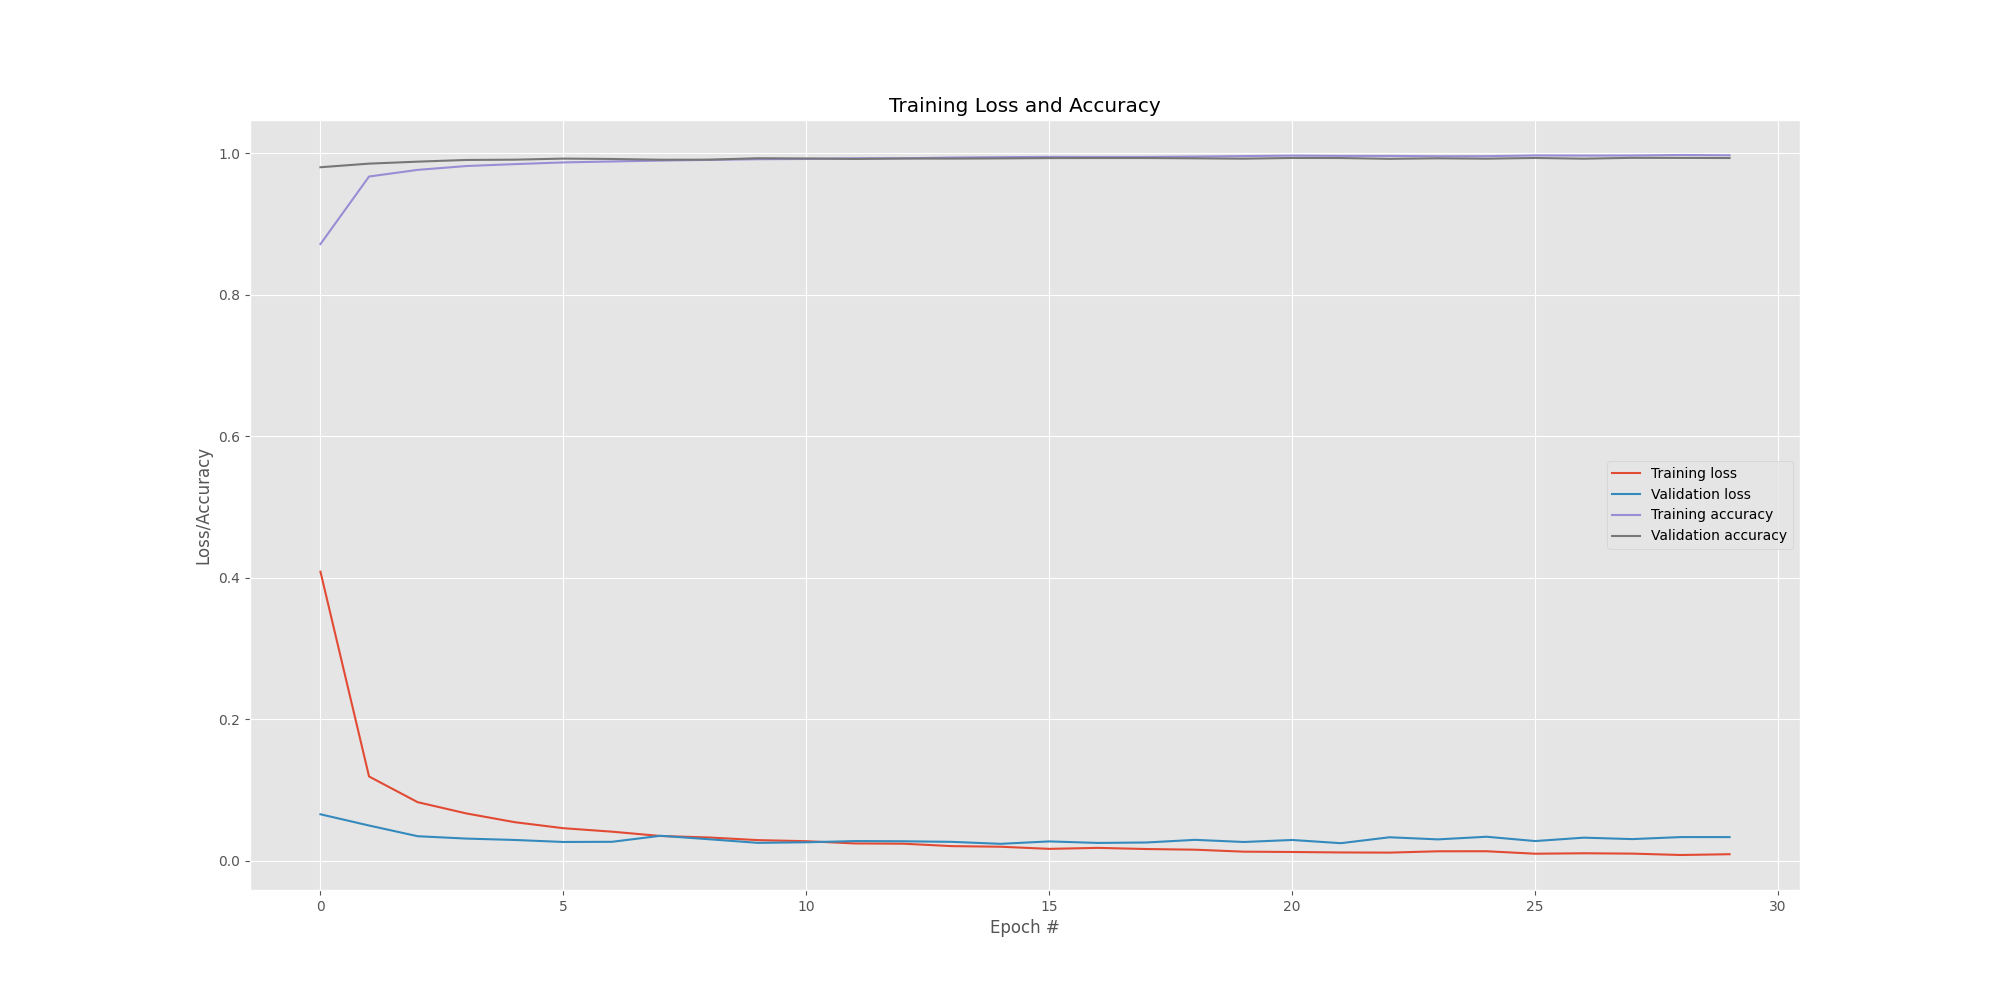 Training Loss and Accuracy
1.0
0.8
0.6
0.4
0.2
0.0
Loss/Accuracy
Training loss
Validation loss
Training accuracy
Validation accuracy
0 5 10 15 20 25 30
Epoch #